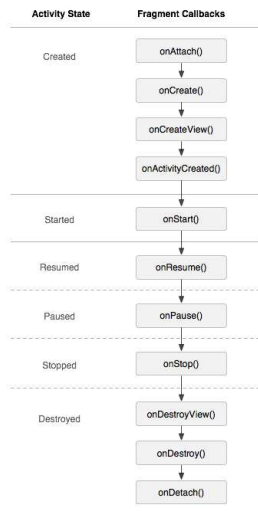 Activity State Fragment Callbacks
Created
onAttach()
onCreate()
onCreateView()
onActivityCreated()
Started onStart()
Resumed onResume()
Paused onPause()
Stopped onStop()
Destroyed onDestroyView()
onDestroy()
onDetach()